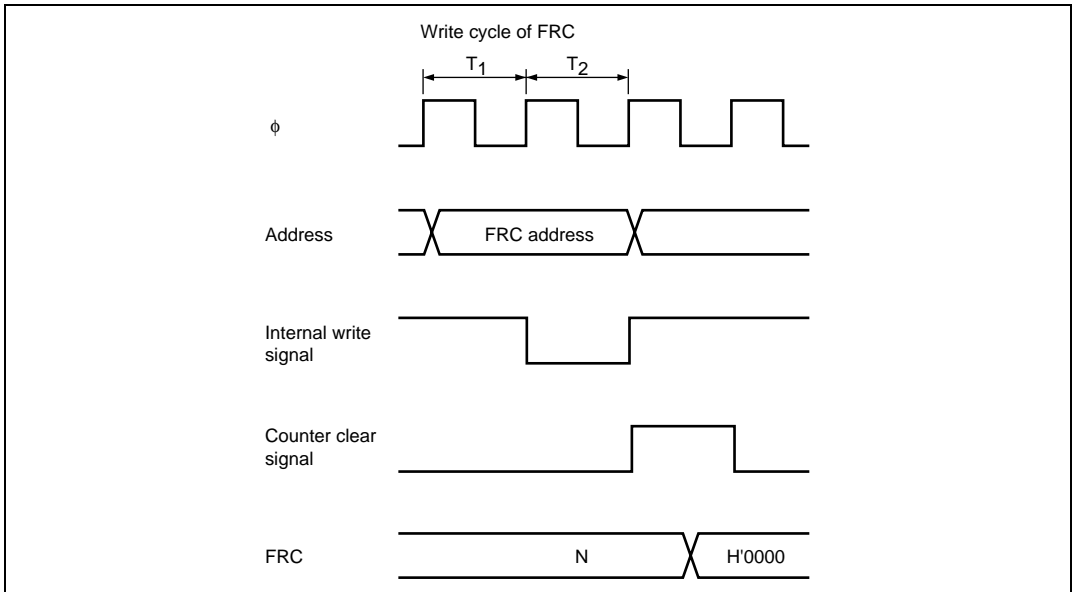 Write cycle of FRC
T1
T2
ϕ
Address
FRC address
Internal write
signal
Counter clear
signal
FRC
N
H'0000